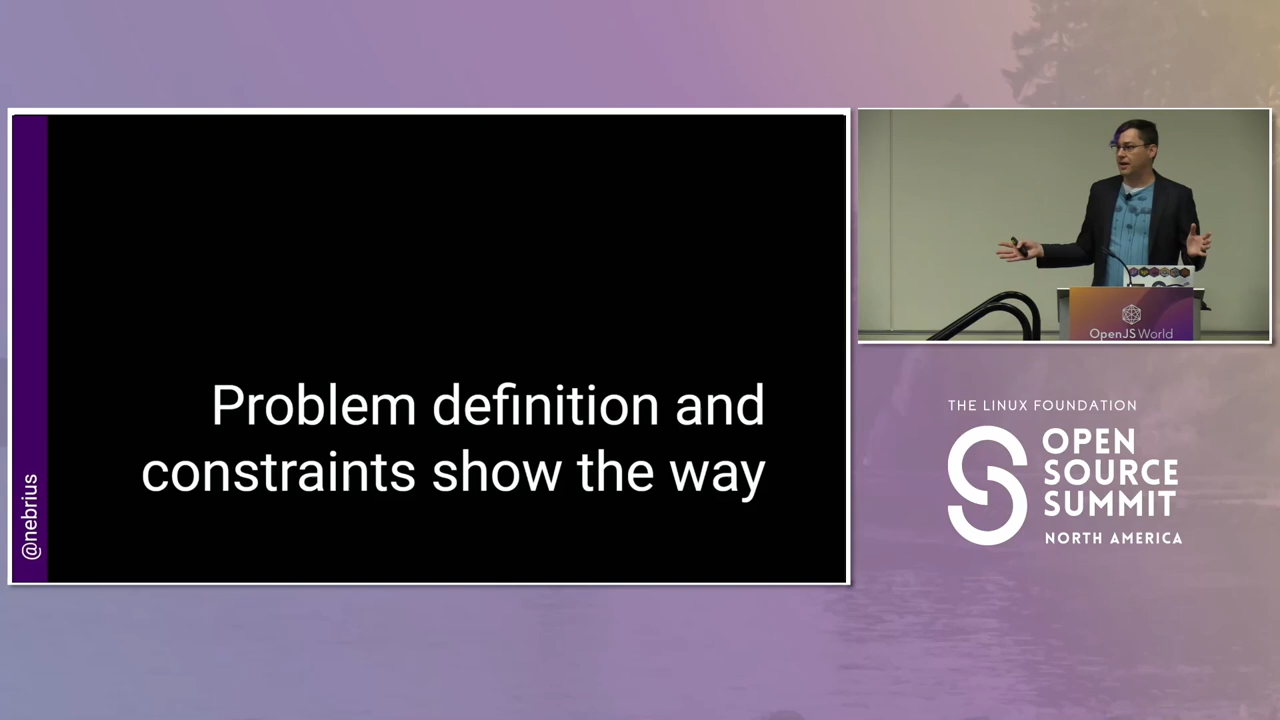 Problem definition and
constraints show the way
@nebrius
OpenJS World
THE LINUX FOUNDATION
OPEN
SOURCE
SUMMIT
NORTH AMERICA